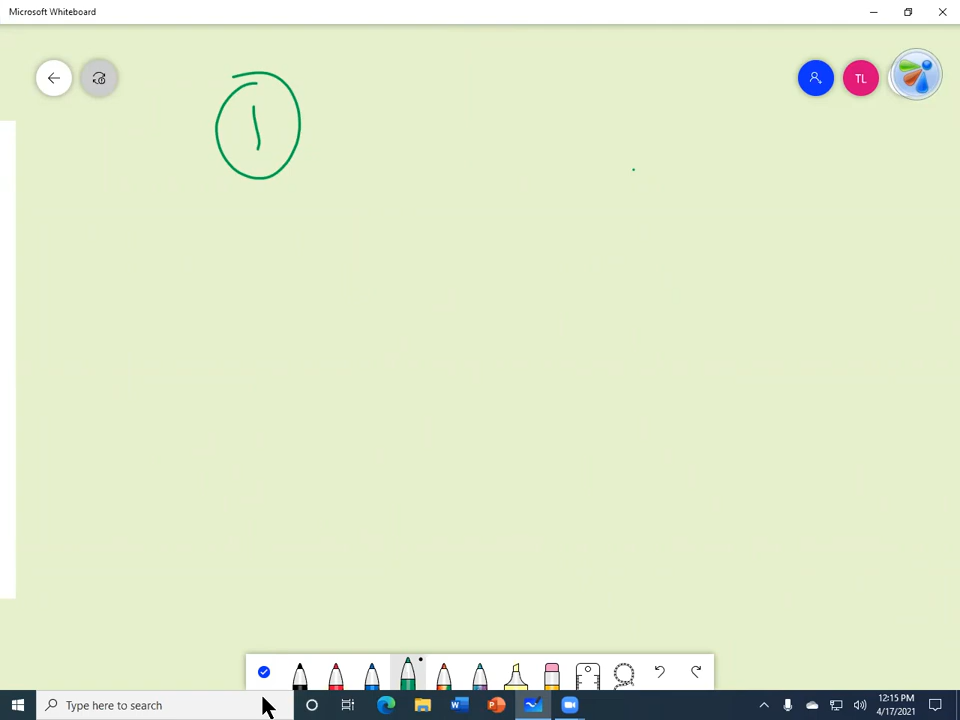 Microsoft Whiteboard
TL
1
Type here to search
12:15 PM
4/17/2021